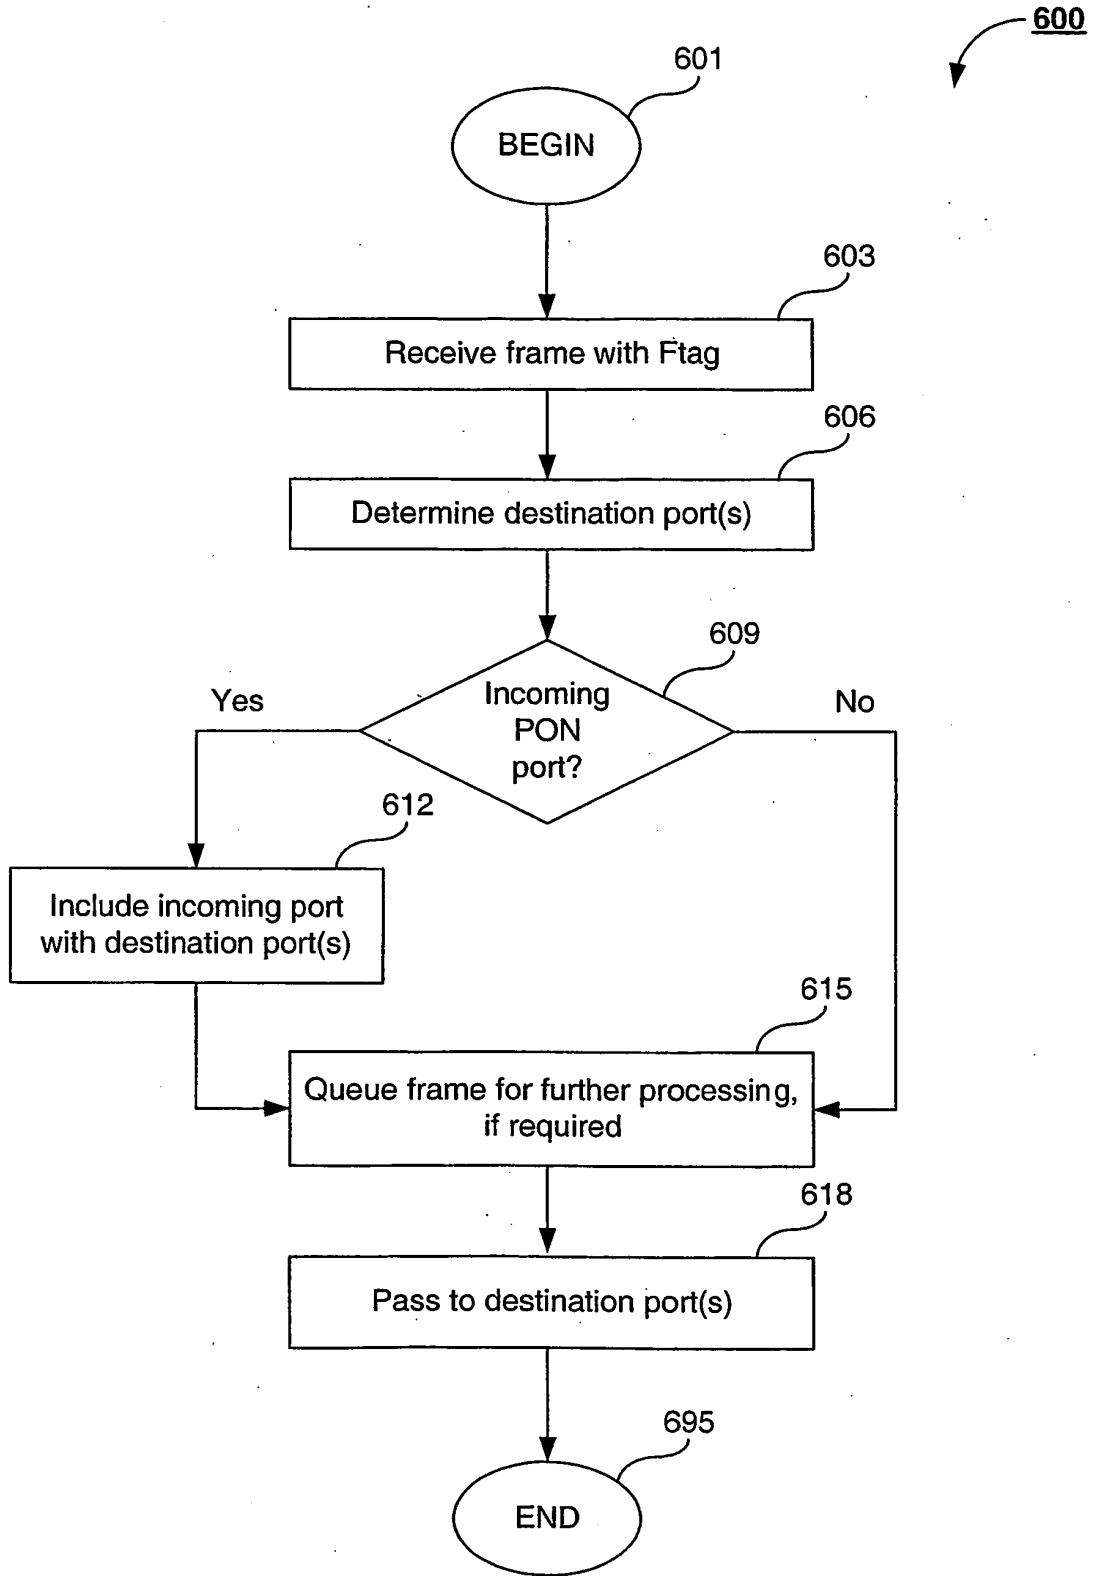 600
601
BEGIN
603
Receive frame with Ftag
606
Determine destination port(s)
609
Incoming
PON
port?
Yes
No
612
Include incoming port
with destination port(s)
615
Queue frame for further processing,
if required
618
Pass to destination port(s)
695
END